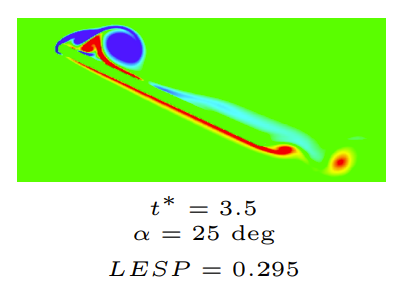 t* = 3.5
α = 25 deg
LESP = 0.295